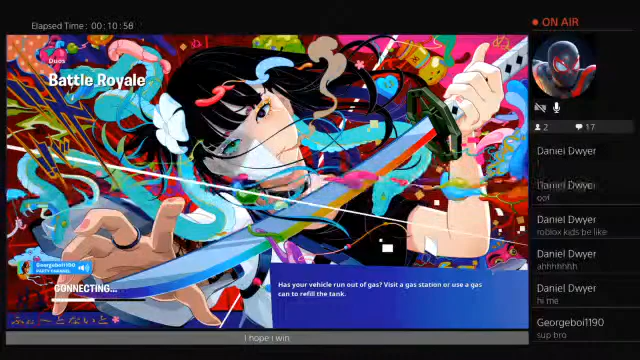 Elapsed Time : 00:10:58
ON AIR
Duos
Battle Royale
2
17
Daniel Dwyer
Daniel Dwyer
oof
Daniel Dwyer
roblox kids be like
Daniel Dwyer
ahhhhhhh
Daniel Dwyer
hi me
Georgeboi1190
sup bro
Georgeboi1190
PARTY CHANNEL
CONNECTING...
Has your vehicle run out of gas? Visit a gas station or use a gas
can to refill the tank.
I hope i win